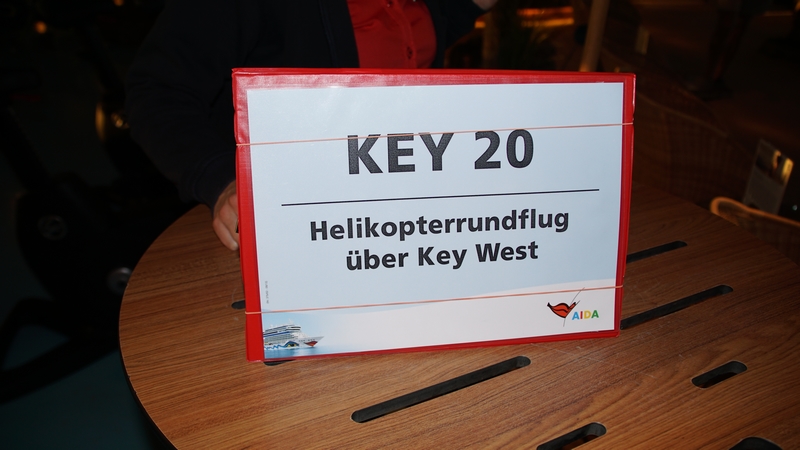 KEY 20
Helikopterrundflug
über Key West
AIDA